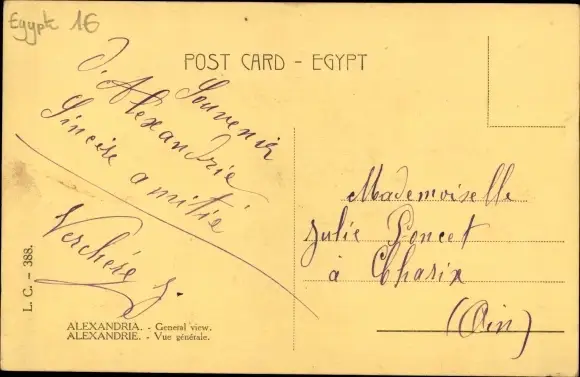 Egypte 16
POST CARD - EGYPT
Souvenir
d'Alexandrie
Sincère amitié
Verchère J.
Mademoiselle
Julie Poncet
à Charix
(Ain)
L. C. - 388.
ALEXANDRIA. - General view.
ALEXANDRIE. - Vue générale.